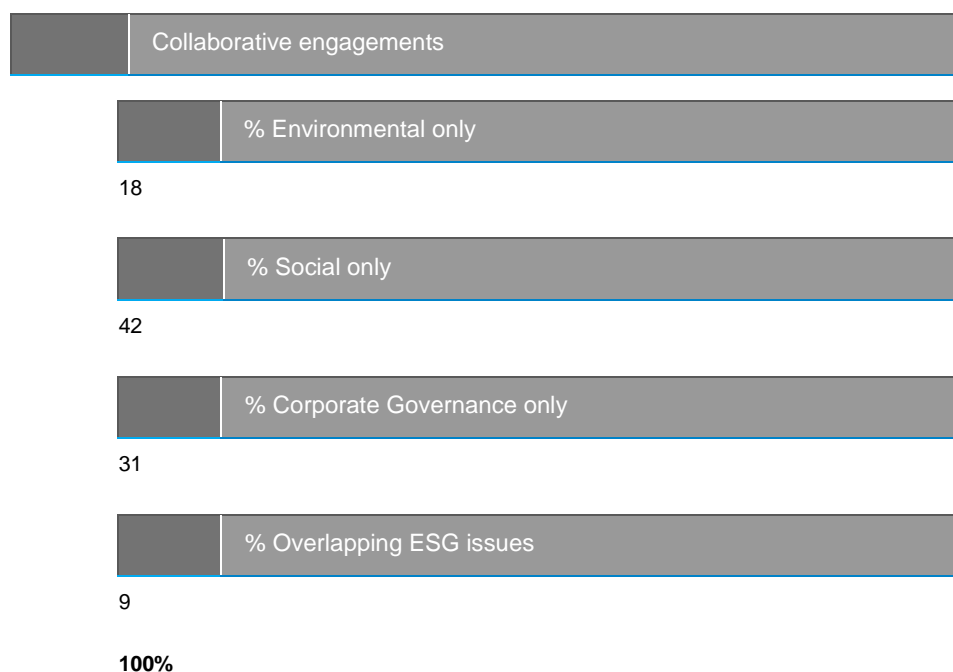 Collaborative engagements
% Environmental only
18
% Social only
42
% Corporate Governance only
31
% Overlapping ESG issues
9
100%